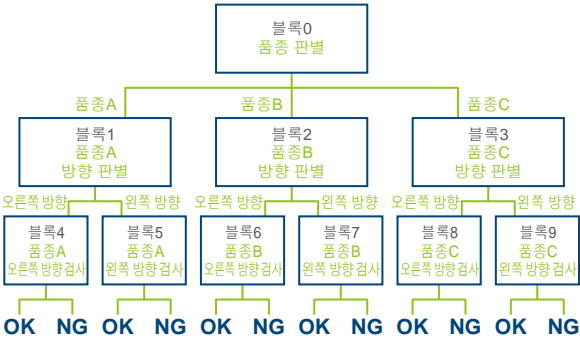 블록0
품종 판별
품종A
품종B
품종C
블록1
품종A
방향 판별
블록2
품종B
방향 판별
블록3
품종C
방향 판별
오른쪽 방향
왼쪽 방향
오른쪽 방향
왼쪽 방향
오른쪽 방향
왼쪽 방향
블록4
품종A
오른쪽 방향 검사
블록5
품종A
왼쪽 방향 검사
블록6
품종B
오른쪽 방향 검사
블록7
품종B
왼쪽 방향 검사
블록8
품종C
오른쪽 방향 검사
블록9
품종C
왼쪽 방향 검사
OK NG OK NG OK NG OK NG OK NG OK NG